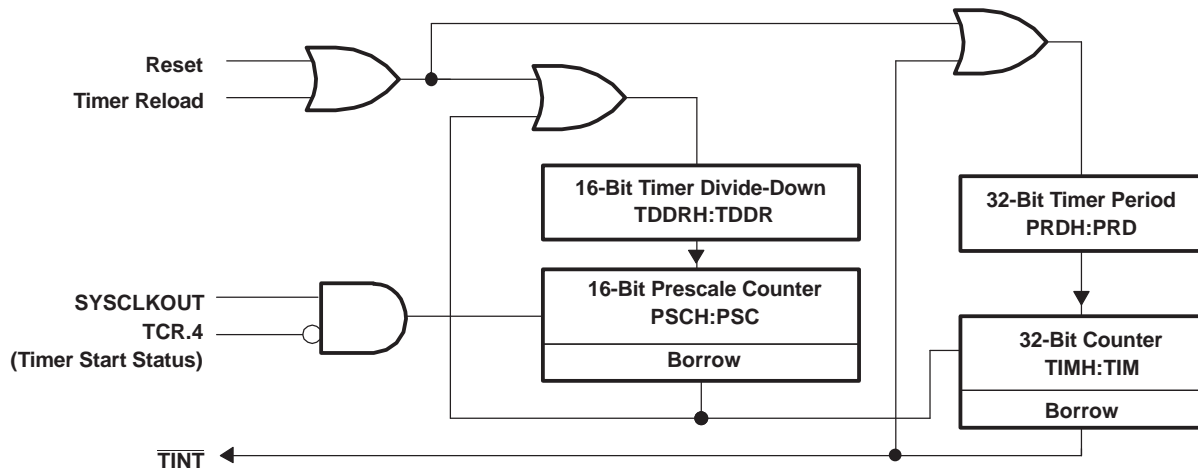 Reset
Timer Reload
16-Bit Timer Divide-Down
TDDRH:TDDR
32-Bit Timer Period
PRDH:PRD
SYSCLKOUT
TCR.4
(Timer Start Status)
16-Bit Prescale Counter
PSCH:PSC
Borrow
32-Bit Counter
TIMH:TIM
Borrow
TINT